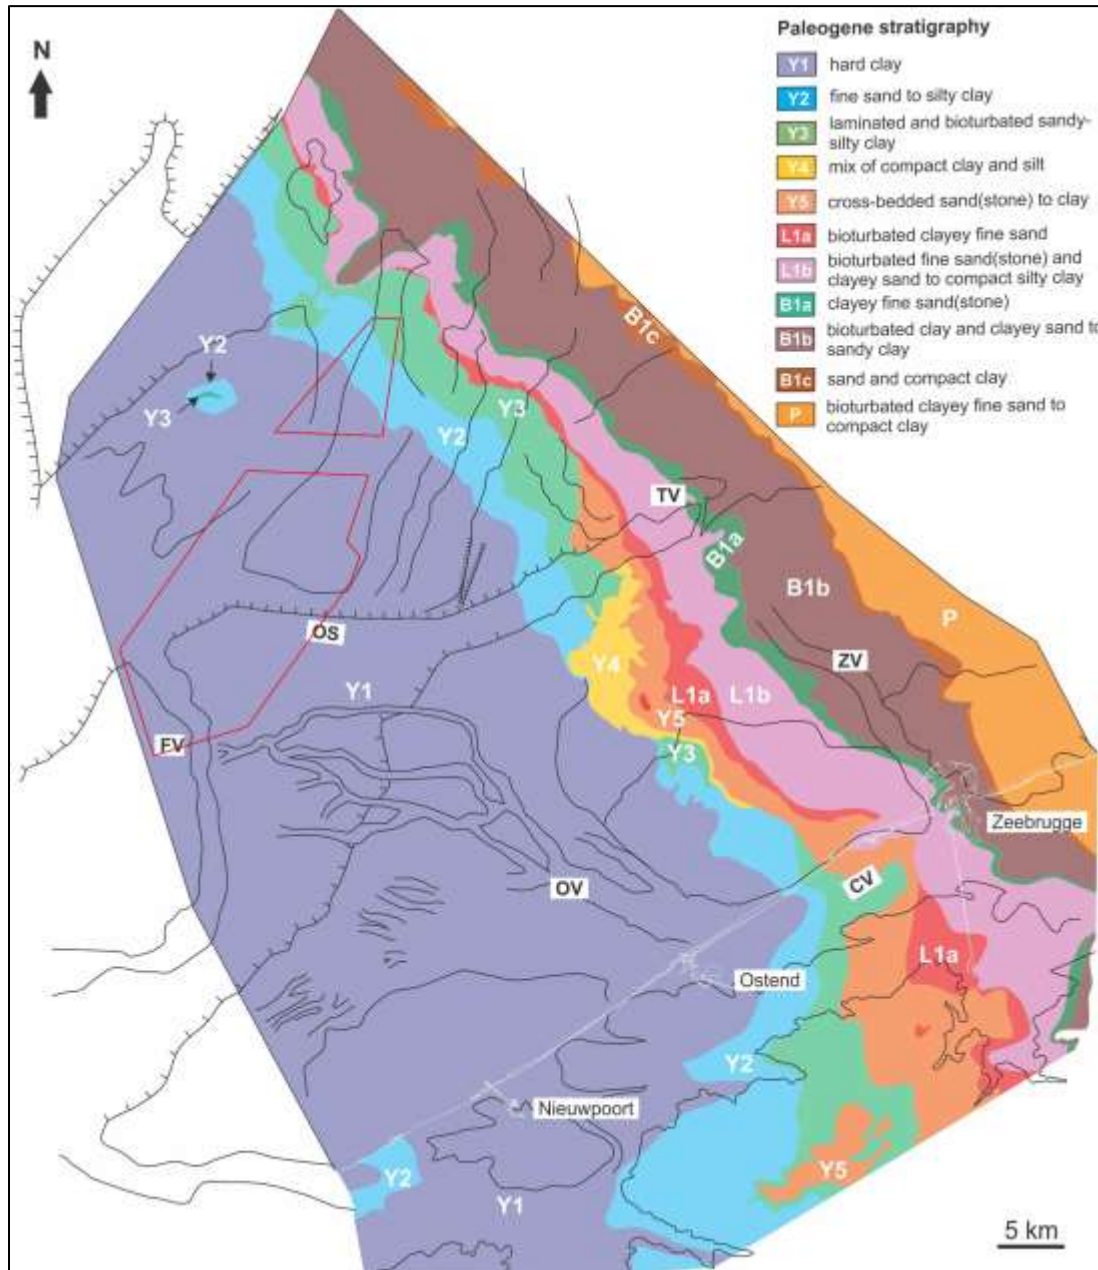 N
Paleogene stratigraphy
Y1 hard clay
Y2 fine sand to silty clay
Y3 laminated and bioturbated sandy-
silty clay
Y4 mix of compact clay and silt
Y5 cross-bedded sand(stone) to clay
L1a bioturbated clayey fine sand
L1b bioturbated fine sand(stone) and
clayey sand to compact silty clay
B1a clayey fine sand(stone)
B1b bioturbated clay and clayey sand to
sandy clay
B1c sand and compact clay
P bioturbated clayey fine sand to
compact clay
B1c
Y2
Y3
Y3
Y2
TV
B1a
B1b
P
OS
ZV
Y4
Y1
L1a
L1b
Y5
FV
Y3
Zeebrugge
OV
CV
L1a
Ostend
Y2
Nieuwpoort
Y2
Y5
Y1
5 km